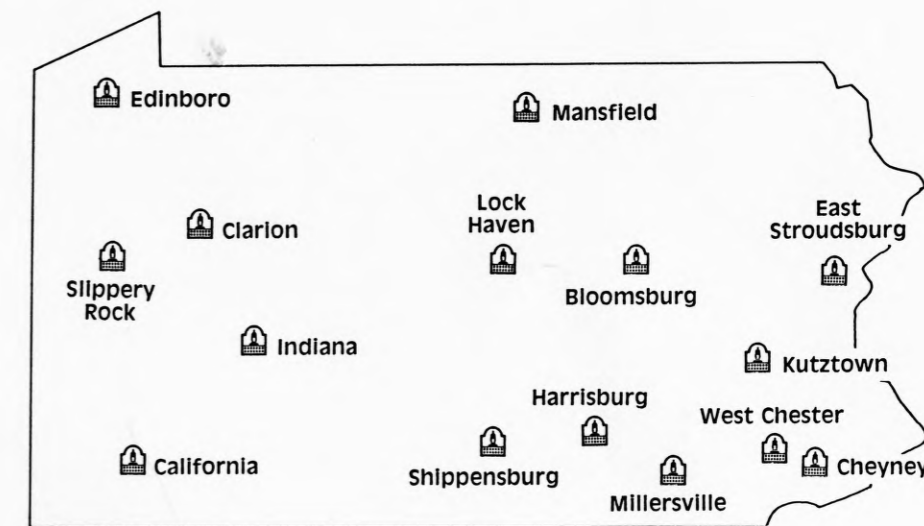 Edinboro
Mansfield
Clarion
Lock
Haven
East
Stroudsburg
Slippery
Rock
Bloomsburg
Indiana
Kutztown
Harrisburg
West Chester
California
Shippensburg
Cheyney
Millersville